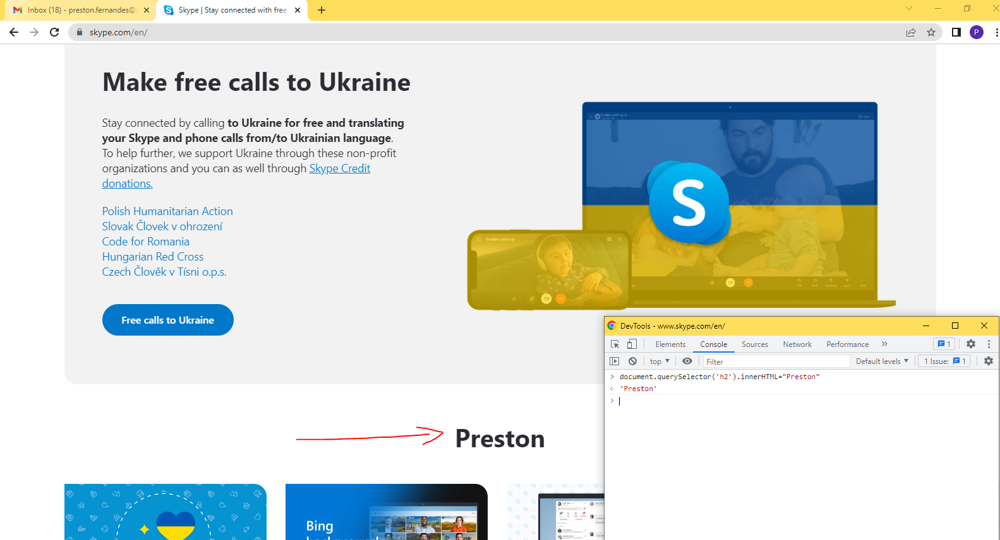 Inbox (18) - preston.fernandes@
Skype | Stay connected with free
skype.com/en/
P
Make free calls to Ukraine
Stay connected by calling to Ukraine for free and translating
your Skype and phone calls from/to Ukrainian language.
To help further, we support Ukraine through these non-profit
organizations and you can as well through Skype Credit
donations.
Polish Humanitarian Action
Slovak Človek v ohrození
Code for Romania
Hungarian Red Cross
Czech Člověk v Tísni o.p.s.
Free calls to Ukraine
S
Gradpa catch-up
DevTools - www.skype.com/en/
Elements Console Sources Network Performance » 1
top Filter Default levels 1 Issue: 1
document.querySelector('h2').innerHTML="Preston"
'Preston'
Preston
Bing